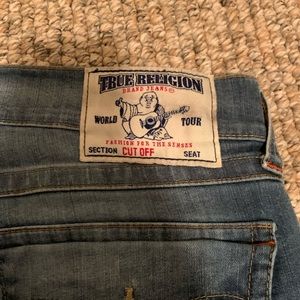 TRUE RELIGION
BRAND JEANS
WORLD TOUR
FASHION FOR THE SENSES
SECTION CUT OFF SEAT